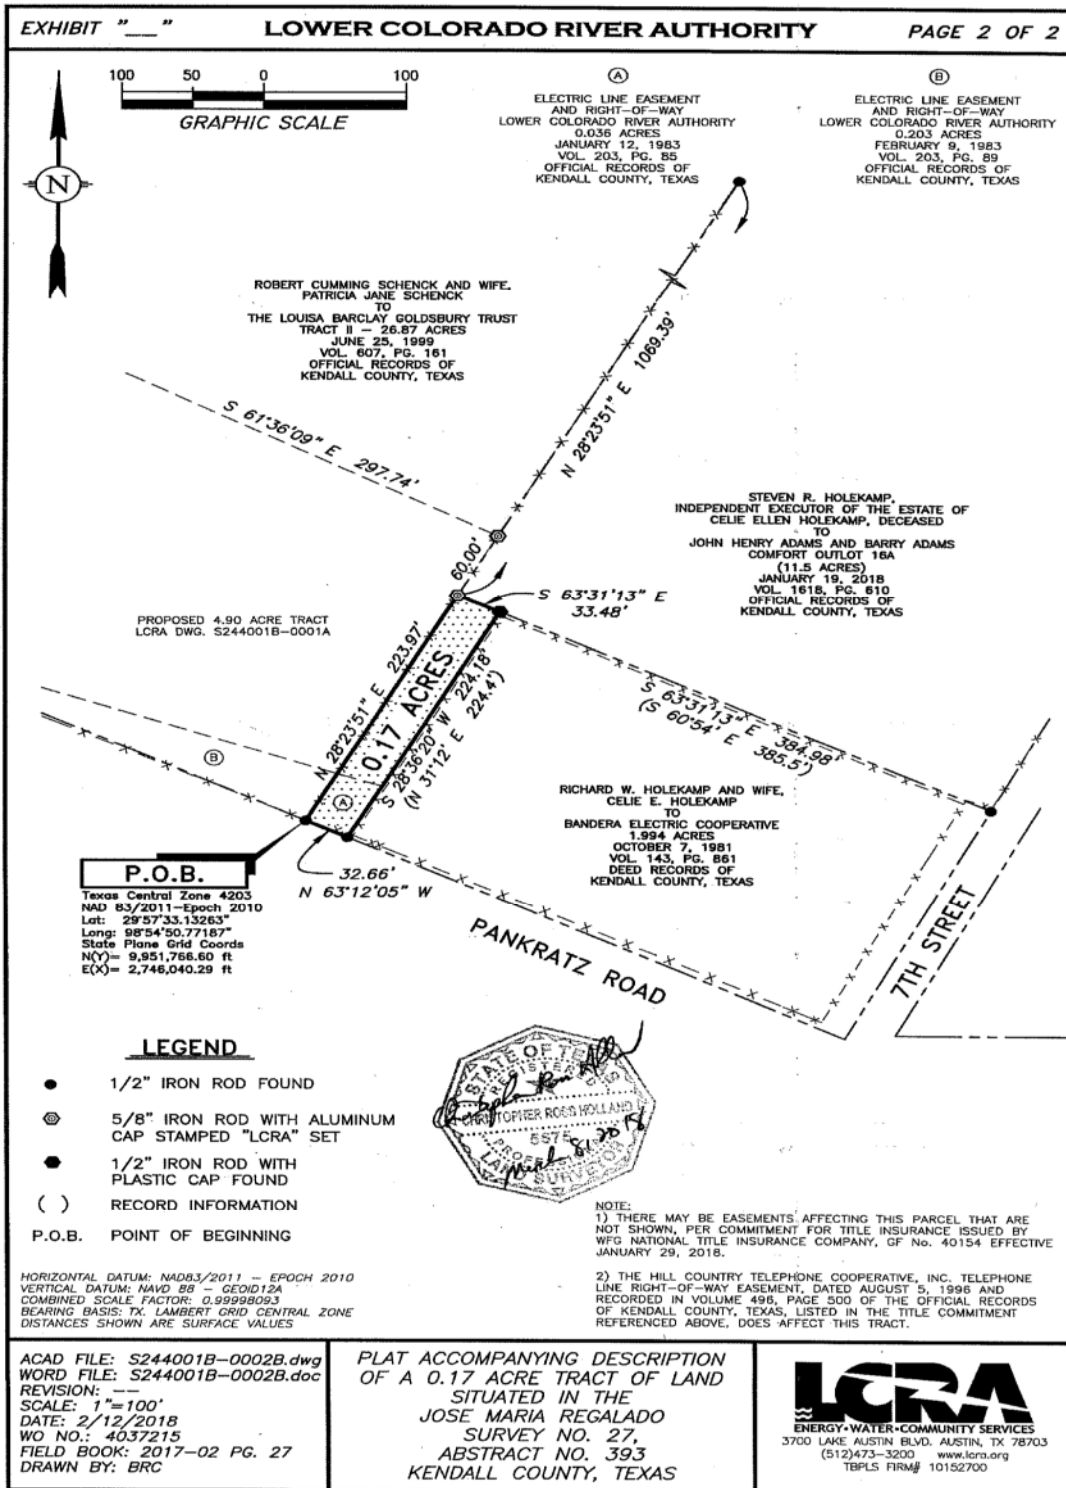 EXHIBIT "__"
LOWER COLORADO RIVER AUTHORITY
PAGE 2 OF 2
100 50 0 100
GRAPHIC SCALE
N
A
ELECTRIC LINE EASEMENT
AND RIGHT-OF-WAY
LOWER COLORADO RIVER AUTHORITY
0.036 ACRES
JANUARY 12, 1983
VOL. 203, PG. 85
OFFICIAL RECORDS OF
KENDALL COUNTY, TEXAS
B
ELECTRIC LINE EASEMENT
AND RIGHT-OF-WAY
LOWER COLORADO RIVER AUTHORITY
0.203 ACRES
FEBRUARY 9, 1983
VOL. 203, PG. 89
OFFICIAL RECORDS OF
KENDALL COUNTY, TEXAS
ROBERT CUMMING SCHENCK AND WIFE,
PATRICIA JANE SCHENCK
TO
THE LOUISA BARCLAY GOLDSBURY TRUST
TRACT II - 26.87 ACRES
JUNE 25, 1999
VOL. 607, PG. 161
OFFICIAL RECORDS OF
KENDALL COUNTY, TEXAS
N 28°23'51" E 1069.39'
S 61°36'09" E 297.74'
60.00'
STEVEN R. HOLEKAMP,
INDEPENDENT EXECUTOR OF THE ESTATE OF
CELIE ELLEN HOLEKAMP, DECEASED
TO
JOHN HENRY ADAMS AND BARRY ADAMS
COMFORT OUTLOT 16A
(11.5 ACRES)
JANUARY 19, 2018
VOL. 1618, PG. 610
OFFICIAL RECORDS OF
KENDALL COUNTY, TEXAS
S 63°31'13" E
33.48'
PROPOSED 4.90 ACRE TRACT
LCRA DWG. S244001B-0001A
N 28°23'51" E 223.97'
0.17 ACRES
S 28°36'20" W 224.18'
(N 31°12' E 224.4')
S 63°31'13" E 384.98'
(S 60°54' E 385.5')
B
A
RICHARD W. HOLEKAMP AND WIFE,
CELIE E. HOLEKAMP
TO
BANDERA ELECTRIC COOPERATIVE
1.994 ACRES
OCTOBER 7, 1981
VOL. 143, PG. 861
DEED RECORDS OF
KENDALL COUNTY, TEXAS
P.O.B.
Texas Central Zone 4203
NAD 83/2011-Epoch 2010
Lat: 29°57'33.13263"
Long: 98°54'50.77187"
State Plane Grid Coords
N(Y)= 9,951,766.60 ft
E(X)= 2,746,040.29 ft
32.66'
N 63°12'05" W
PANKRATZ ROAD
7TH STREET
LEGEND
1/2" IRON ROD FOUND
5/8" IRON ROD WITH ALUMINUM
CAP STAMPED "LCRA" SET
1/2" IRON ROD WITH
PLASTIC CAP FOUND
( ) RECORD INFORMATION
P.O.B. POINT OF BEGINNING
STATE OF TEXAS
REGISTERED
CHRISTOPHER ROSS HOLLAND
5675
LAND SURVEYOR
NOTE:
1) THERE MAY BE EASEMENTS AFFECTING THIS PARCEL THAT ARE
NOT SHOWN, PER COMMITMENT FOR TITLE INSURANCE ISSUED BY
WFG NATIONAL TITLE INSURANCE COMPANY, GF No. 40154 EFFECTIVE
JANUARY 29, 2018.
2) THE HILL COUNTRY TELEPHONE COOPERATIVE, INC. TELEPHONE
LINE RIGHT-OF-WAY EASEMENT, DATED AUGUST 5, 1996 AND
RECORDED IN VOLUME 496, PAGE 500 OF THE OFFICIAL RECORDS
OF KENDALL COUNTY, TEXAS, LISTED IN THE TITLE COMMITMENT
REFERENCED ABOVE, DOES AFFECT THIS TRACT.
HORIZONTAL DATUM: NAD83/2011 - EPOCH 2010
VERTICAL DATUM: NAVD 88 - GEOID12A
COMBINED SCALE FACTOR: 0.99998093
BEARING BASIS: TX. LAMBERT GRID CENTRAL ZONE
DISTANCES SHOWN ARE SURFACE VALUES
ACAD FILE: S244001B-0002B.dwg
WORD FILE: S244001B-0002B.doc
REVISION: --
SCALE: 1"=100'
DATE: 2/12/2018
WO NO.: 4037215
FIELD BOOK: 2017-02 PG. 27
DRAWN BY: BRC
PLAT ACCOMPANYING DESCRIPTION
OF A 0.17 ACRE TRACT OF LAND
SITUATED IN THE
JOSE MARIA REGALADO
SURVEY NO. 27,
ABSTRACT NO. 393
KENDALL COUNTY, TEXAS
LCRA
ENERGY•WATER•COMMUNITY SERVICES
3700 LAKE AUSTIN BLVD. AUSTIN, TX 78703
(512)473-3200 www.lcra.org
TBPLS FIRM# 10152700